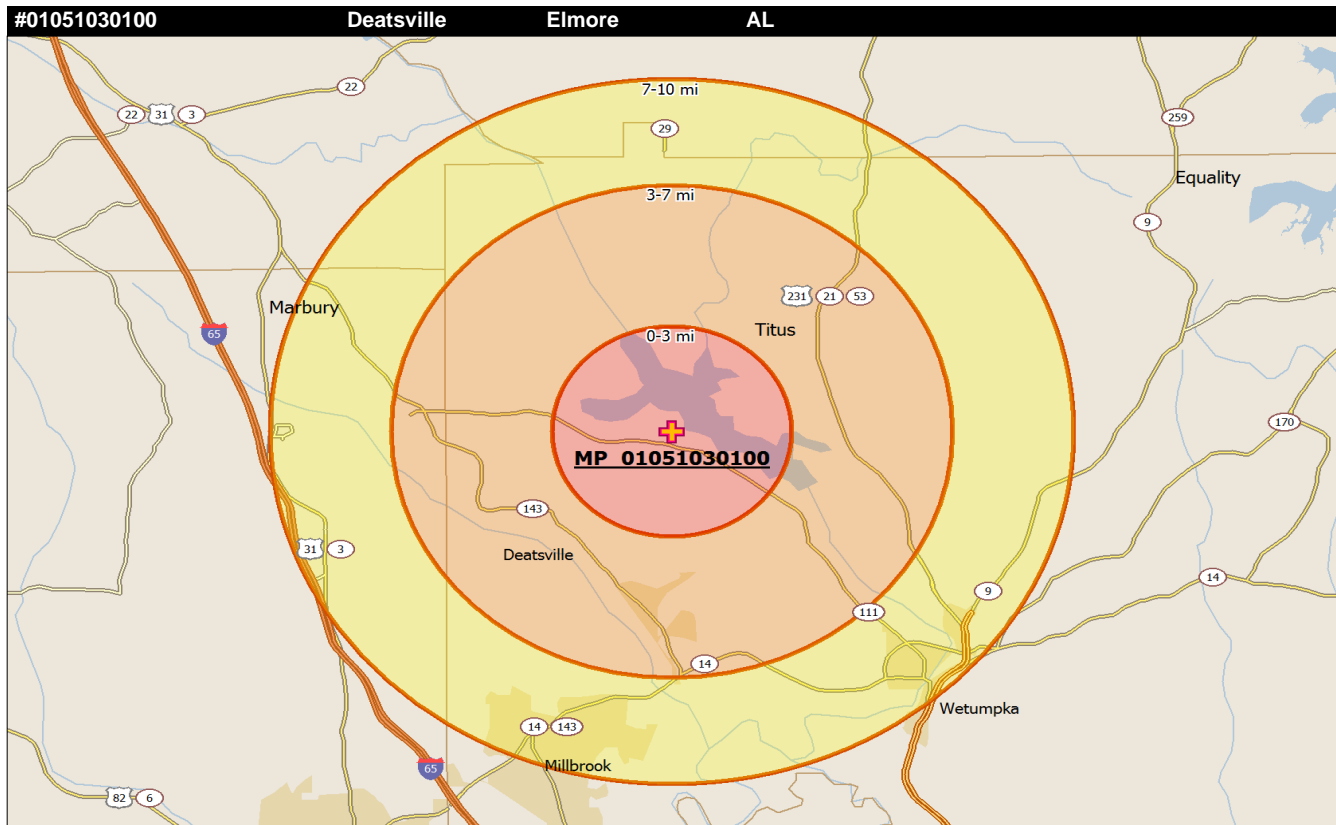 #01051030100 Deatsville Elmore AL
7-10 mi
22
22 31 3
29
259
3-7 mi
Equality
9
231 21 53
Marbury
65
Titus
0-3 mi
170
MP 01051030100
143
31 3
Deatsville
14
9
111
14
Wetumpka
14 143
Millbrook
65
82 6